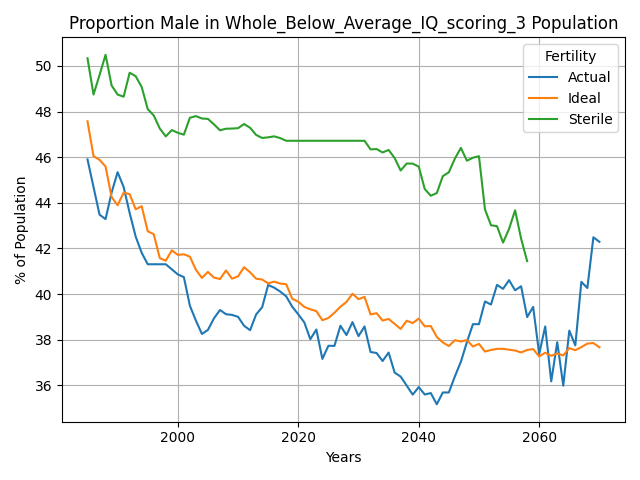 Proportion Male in Whole_Below_Average_IQ_scoring_3 Population
Fertility
Actual
Ideal
Sterile
% of Population
50
48
46
44
42
40
38
36
2000
2020
2040
2060
Years